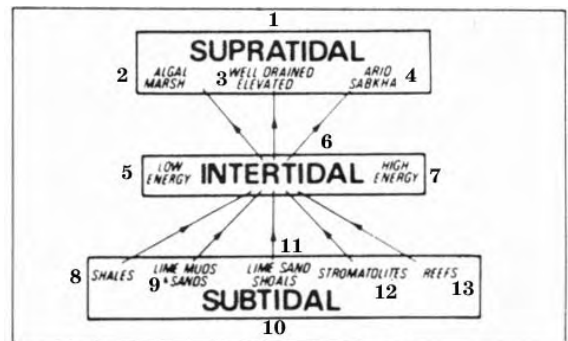 1
SUPRATIDAL
2 ALGAL MARSH 3 WELL DRAINED ELEVATED ARID SABKHA 4
6
5 LOW ENERGY INTERTIDAL HIGH ENERGY 7
11
8 SHALES LIME MUDS & SANDS 9 LIME SAND SHOALS STROMATOLITES 12 REEFS 13
SUBTIDAL
10